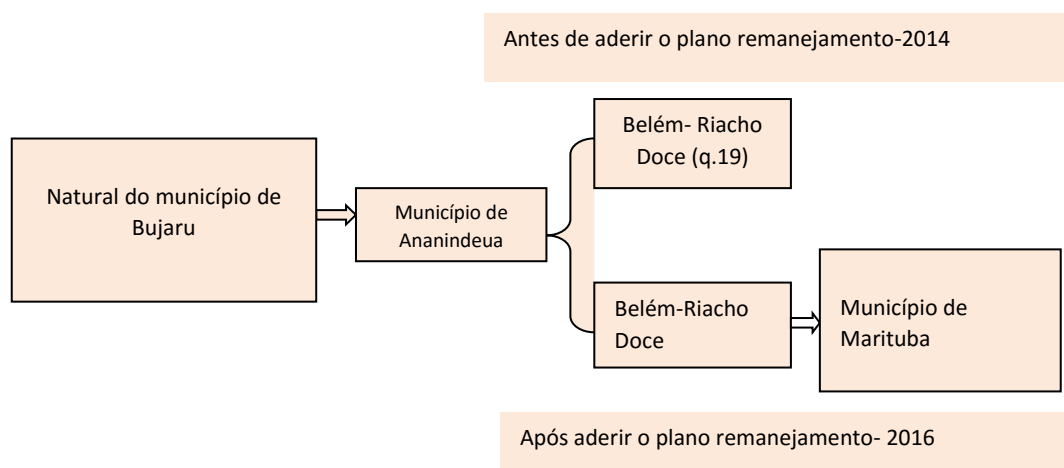 Antes de aderir o plano remanejamento-2014
Belém- Riacho
Doce (q.19)
Natural do município de
Bujaru
Município de
Ananindeua
Belém-Riacho
Doce
Município de
Marituba
Após aderir o plano remanejamento- 2016